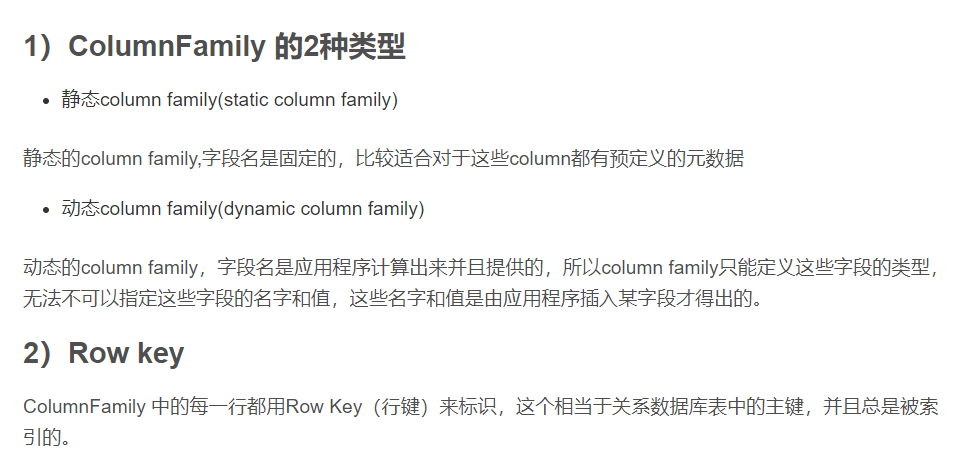 1）ColumnFamily 的2种类型
静态column family(static column family)
静态的column family,字段名是固定的，比较适合对于这些column都有预定义的元数据
动态column family(dynamic column family)
动态的column family，字段名是应用程序计算出来并且提供的，所以column family只能定义这些字段的类型，
无法不可以指定这些字段的名字和值，这些名字和值是由应用程序插入某字段才得出的。
2）Row key
ColumnFamily 中的每一行都用Row Key（行键）来标识，这个相当于关系数据库表中的主键，并且总是被索
引的。